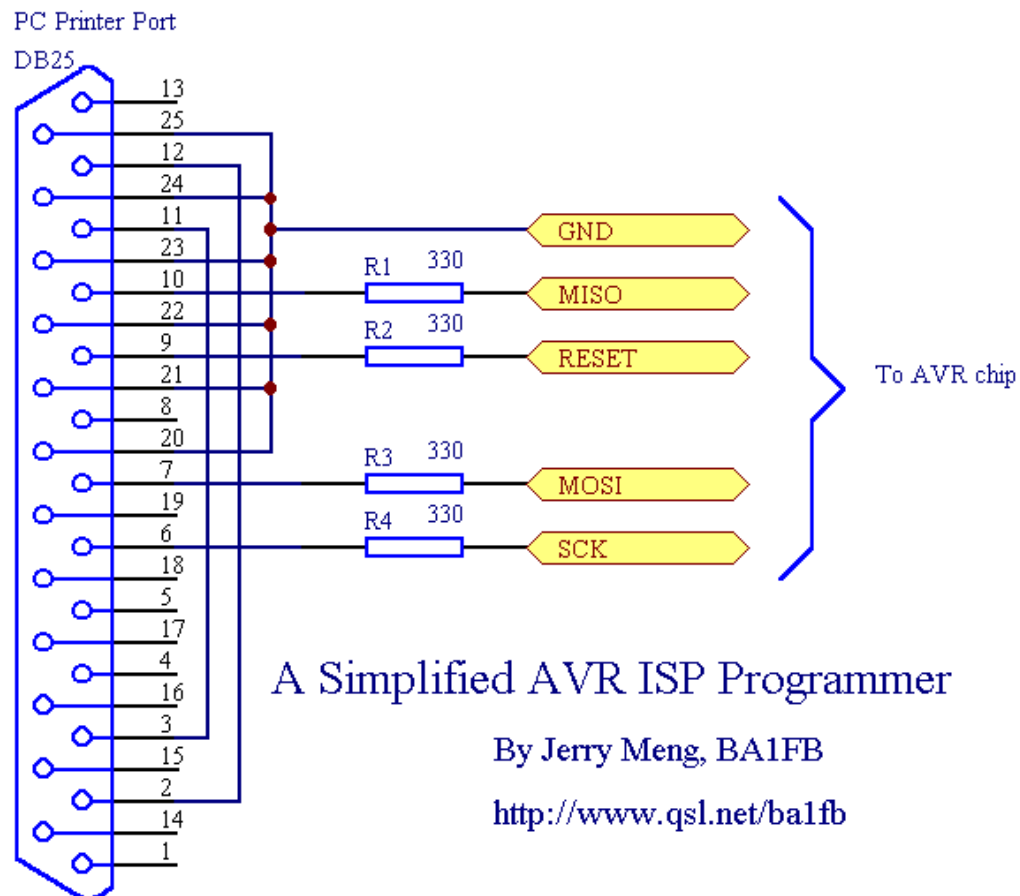 PC Printer Port
DB25
13
25
12
24
11
23
10
22
9
21
8
20
7
19
6
18
5
17
4
16
3
15
2
14
1
GND
R1 330
MISO
R2 330
RESET
R3 330
MOSI
R4 330
SCK
To AVR chip
A Simplified AVR ISP Programmer
By Jerry Meng, BA1FB
http://www.qsl.net/ba1fb